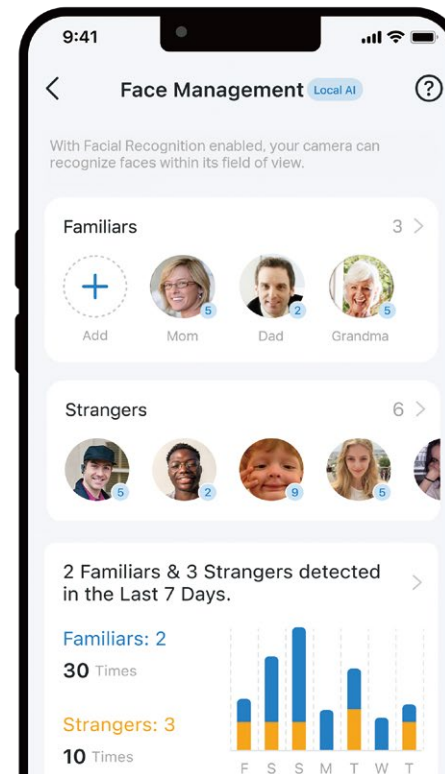 9:41
Face Management Local AI
With Facial Recognition enabled, your camera can
recognize faces within its field of view.
Familiars 3
5 2 5
Add Mom Dad Grandma
Strangers 6
5 2 9 5
2 Familiars & 3 Strangers detected
in the Last 7 Days.
Familiars: 2
30 Times
Strangers: 3
10 Times
F S S M T W T